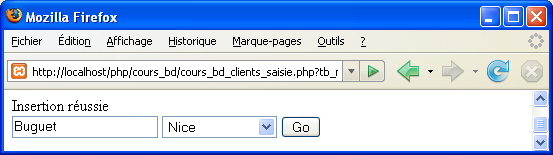 Mozilla Firefox
Fichier Édition Affichage Historique Marque-pages Outils ?
http://localhost/php/cours_bd/cours_bd_clients_saisie.php?tb_r
Insertion réussie
Buguet Nice Go